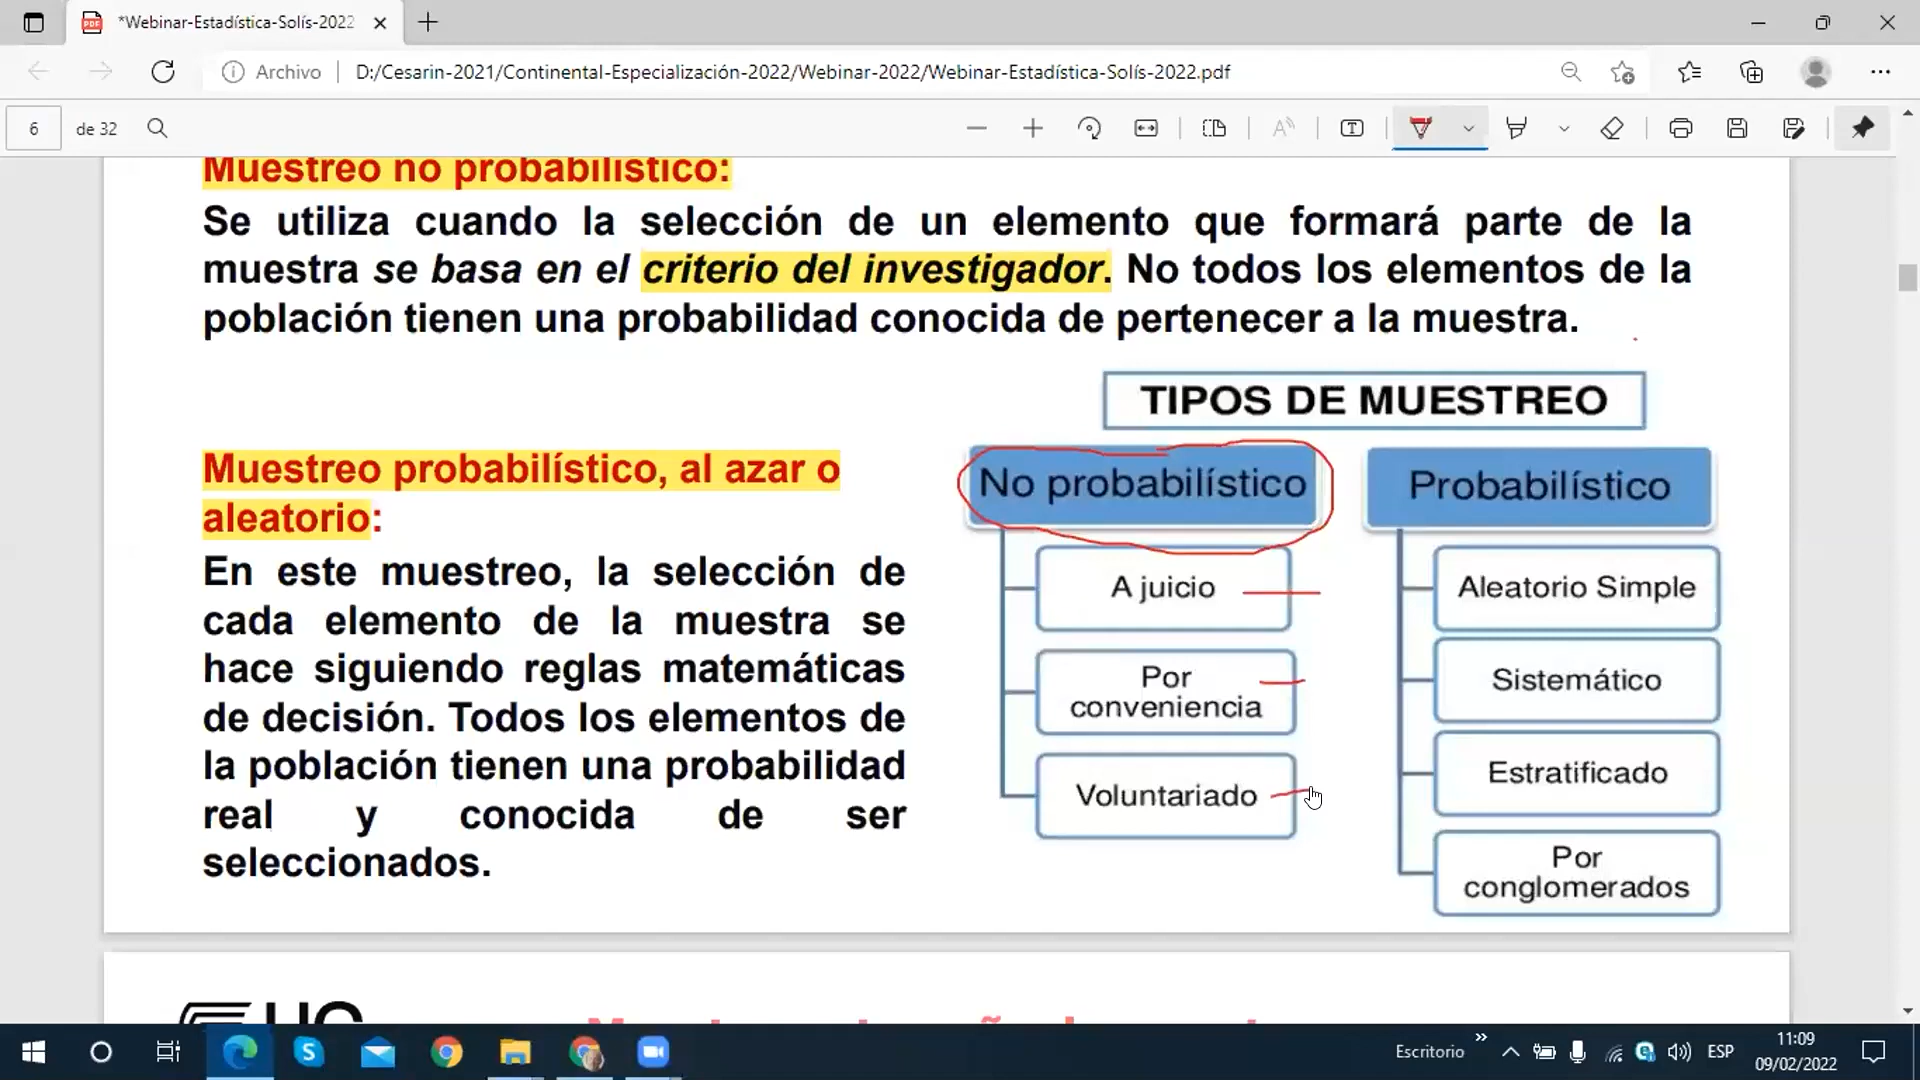 *Webinar-Estadística-Solís-2022
Archivo
D:/Cesarin-2021/Continental-Especialización-2022/Webinar-2022/Webinar-Estadística-Solís-2022.pdf
6 de 32
Muestreo no probabilístico:
Se utiliza cuando la selección de un elemento que formará parte de la
muestra se basa en el criterio del investigador. No todos los elementos de la
población tienen una probabilidad conocida de pertenecer a la muestra.
Muestreo probabilístico, al azar o
aleatorio:
En este muestreo, la selección de
cada elemento de la muestra se
hace siguiendo reglas matemáticas
de decisión. Todos los elementos de
la población tienen una probabilidad
real y conocida de ser
seleccionados.
TIPOS DE MUESTREO
No probabilístico
A juicio
Por
conveniencia
Voluntariado
Probabilístico
Aleatorio Simple
Sistemático
Estratificado
Por
conglomerados
Escritorio
ESP
11:09
09/02/2022